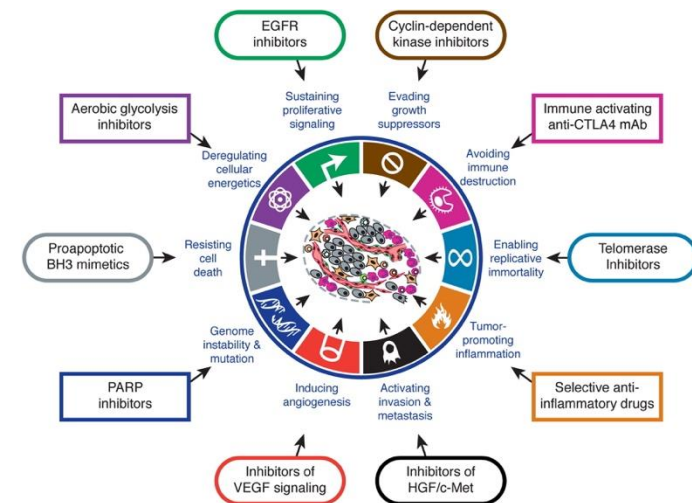 EGFR
inhibitors
Cyclin-dependent
kinase inhibitors
Sustaining
proliferative
signaling
Evading
growth
suppressors
Aerobic glycolysis
inhibitors
Immune activating
anti-CTLA4 mAb
Deregulating
cellular
energetics
Avoiding
immune
destruction
Proapoptotic
BH3 mimetics
Resisting
cell
death
Enabling
replicative
immortality
Telomerase
Inhibitors
Genome
instability &
mutation
Tumor-
promoting
inflammation
PARP
inhibitors
Inducing
angiogenesis
Activating
invasion &
metastasis
Selective anti-
inflammatory drugs
Inhibitors of
VEGF signaling
Inhibitors of
HGF/c-Met